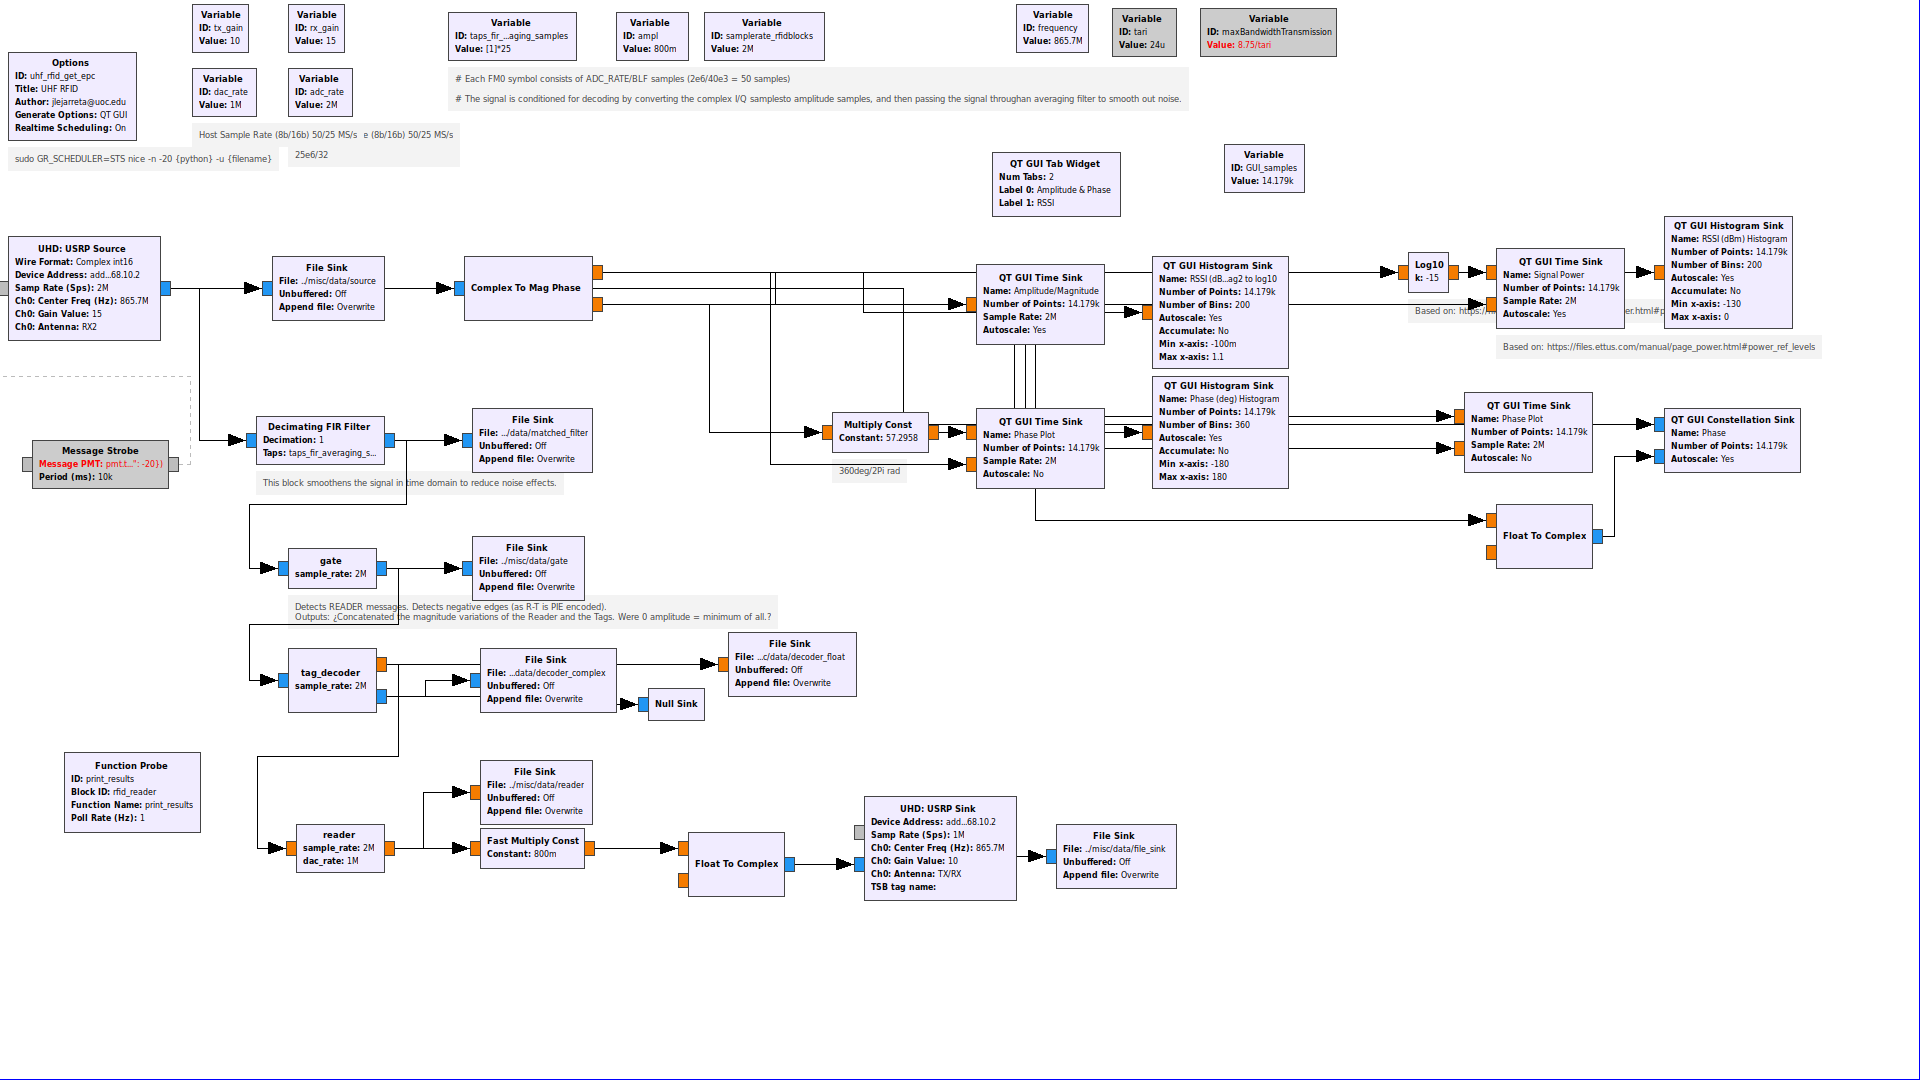 Variable
ID: tx_gain
Value: 10
Variable
ID: rx_gain
Value: 15
Variable
ID: taps_fir_...aging_samples
Value: [1]*25
Variable
ID: ampl
Value: 800m
Variable
ID: samplerate_rfidblocks
Value: 2M
Variable
ID: frequency
Value: 865.7M
Variable
ID: tari
Value: 24u
Variable
ID: maxBandwidthTransmission
Value: 8.75/tari
Options
ID: uhf_rfid_get_epc
Title: UHF RFID
Author: jlejarreta@uoc.edu
Generate Options: QT GUI
Realtime Scheduling: On
Variable
ID: dac_rate
Value: 1M
Variable
ID: adc_rate
Value: 2M
# Each FM0 symbol consists of ADC_RATE/BLF samples (2e6/40e3 = 50 samples)
# The signal is conditioned for decoding by converting the complex I/Q samplesto amplitude samples, and then passing the signal throughan averaging filter to smooth out noise.
Host Sample Rate (8b/16b) 50/25 MS/s
e (8b/16b) 50/25 MS/s
25e6/32
sudo GR_SCHEDULER=STS nice -n -20 {python} -u {filename}
QT GUI Tab Widget
Num Tabs: 2
Label 0: Amplitude & Phase
Label 1: RSSI
Variable
ID: GUI_samples
Value: 14.179k
UHD: USRP Source
Wire Format: Complex int16
Device Address: add...68.10.2
Samp Rate (Sps): 2M
Ch0: Center Freq (Hz): 865.7M
Ch0: Gain Value: 15
Ch0: Antenna: RX2
File Sink
File: ../misc/data/source
Unbuffered: Off
Append file: Overwrite
Complex To Mag Phase
QT GUI Time Sink
Name: Amplitude/Magnitude
Number of Points: 14.179k
Sample Rate: 2M
Autoscale: Yes
QT GUI Histogram Sink
Name: RSSI (dB...ag2 to log10
Number of Points: 14.179k
Number of Bins: 200
Autoscale: Yes
Accumulate: No
Min x-axis: -100m
Max x-axis: 1.1
Log10
k: -15
Based on: https://
er.html#p
QT GUI Time Sink
Name: Signal Power
Number of Points: 14.179k
Sample Rate: 2M
Autoscale: Yes
QT GUI Histogram Sink
Name: RSSI (dBm) Histogram
Number of Points: 14.179k
Number of Bins: 200
Autoscale: Yes
Accumulate: No
Min x-axis: -130
Max x-axis: 0
Based on: https://files.ettus.com/manual/page_power.html#power_ref_levels
Message Strobe
Message PMT: pmt.t...": -20})
Period (ms): 10k
Decimating FIR Filter
Decimation: 1
Taps: taps_fir_averaging_s...
This block smoothens the signal in time domain to reduce noise effects.
File Sink
File: .../data/matched_filter
Unbuffered: Off
Append file: Overwrite
Multiply Const
Constant: 57.2958
360deg/2Pi rad
QT GUI Time Sink
Name: Phase Plot
Number of Points: 14.179k
Sample Rate: 2M
Autoscale: No
QT GUI Histogram Sink
Name: Phase (deg) Histogram
Number of Points: 14.179k
Number of Bins: 360
Autoscale: Yes
Accumulate: No
Min x-axis: -180
Max x-axis: 180
QT GUI Time Sink
Name: Phase Plot
Number of Points: 14.179k
Sample Rate: 2M
Autoscale: No
QT GUI Constellation Sink
Name: Phase
Number of Points: 14.179k
Autoscale: Yes
Float To Complex
gate
sample_rate: 2M
File Sink
File: ../misc/data/gate
Unbuffered: Off
Append file: Overwrite
Detects READER messages. Detects negative edges (as R-T is PIE encoded).
Outputs: ¿Concatenated the magnitude variations of the Reader and the Tags. Were 0 amplitude = minimum of all.?
tag_decoder
sample_rate: 2M
File Sink
File: ...data/decoder_complex
Unbuffered: Off
Append file: Overwrite
Null Sink
File Sink
File: ...c/data/decoder_float
Unbuffered: Off
Append file: Overwrite
Function Probe
ID: print_results
Block ID: rfid_reader
Function Name: print_results
Poll Rate (Hz): 1
File Sink
File: ../misc/data/reader
Unbuffered: Off
Append file: Overwrite
reader
sample_rate: 2M
dac_rate: 1M
Fast Multiply Const
Constant: 800m
Float To Complex
UHD: USRP Sink
Device Address: add...68.10.2
Samp Rate (Sps): 1M
Ch0: Center Freq (Hz): 865.7M
Ch0: Gain Value: 10
Ch0: Antenna: TX/RX
TSB tag name:
File Sink
File: ../misc/data/file_sink
Unbuffered: Off
Append file: Overwrite